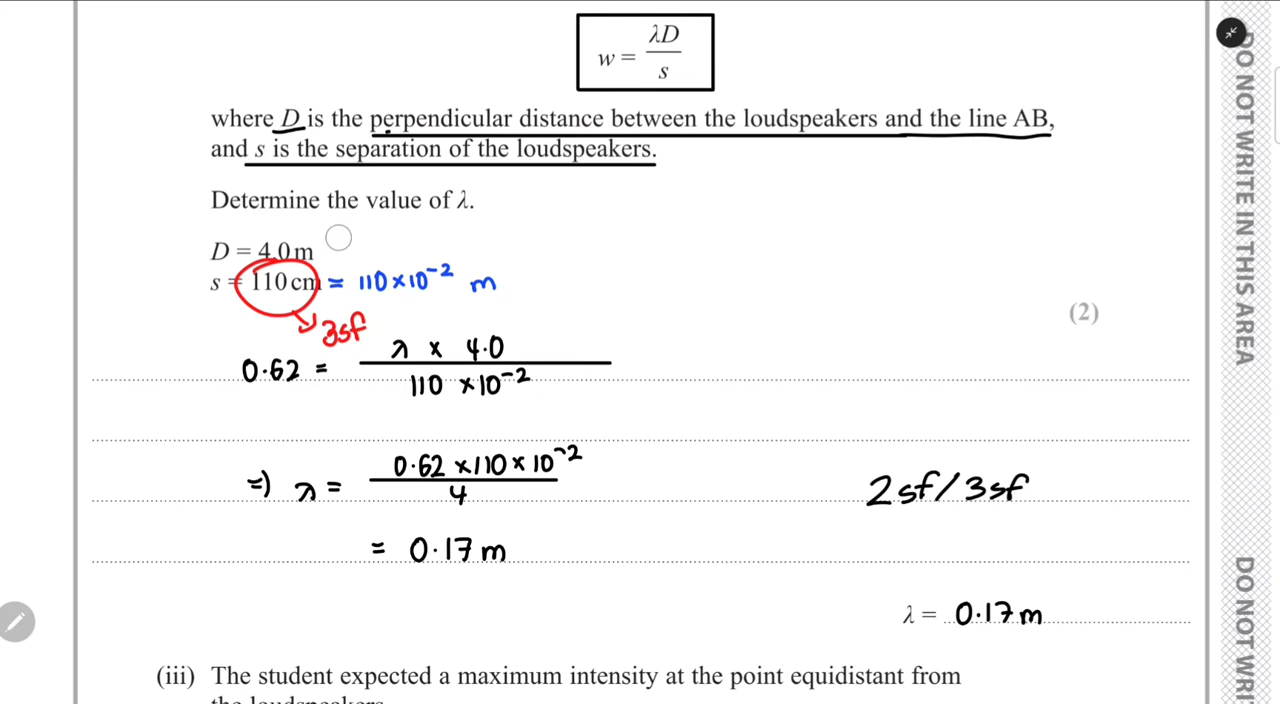 w = λD / s
where D is the perpendicular distance between the loudspeakers and the line AB,
and s is the separation of the loudspeakers.
Determine the value of λ.
D = 4.0 m
s = 110 cm = 110 × 10⁻² m
3sf
(2)
0.62 = λ × 4.0 / 110 × 10⁻²
=) λ = 0.62 × 110 × 10⁻² / 4
2sf/3sf
= 0.17 m
λ = 0.17 m
(iii) The student expected a maximum intensity at the point equidistant from
the loudspeakers
DO NOT WRITE IN THIS AREA
DO NOT WRI